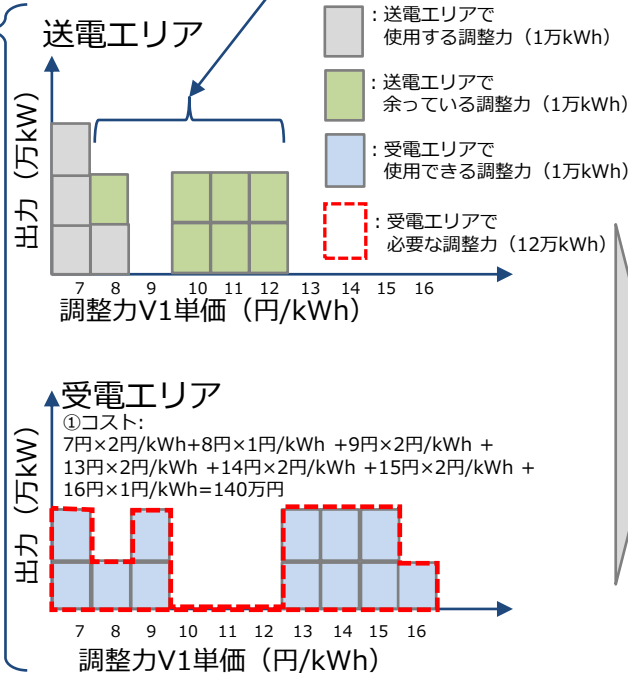 送電エリア
:送電エリアで
使用する調整力(1万kWh)
:送電エリアで
余っている調整力(1万kWh)
:受電エリアで
使用できる調整力(1万kWh)
:受電エリアで
必要な調整力(12万kWh)
出力(万kW)
7 8 9 10 11 12 13 14 15 16
調整力V1単価(円/kWh)
受電エリア
①コスト:
7円×2円/kWh+8円×1円/kWh +9円×2円/kWh +
13円×2円/kWh +14円×2円/kWh +15円×2円/kWh +
16円×1円/kWh=140万円
出力(万kW)
7 8 9 10 11 12 13 14 15 16
調整力V1単価(円/kWh)